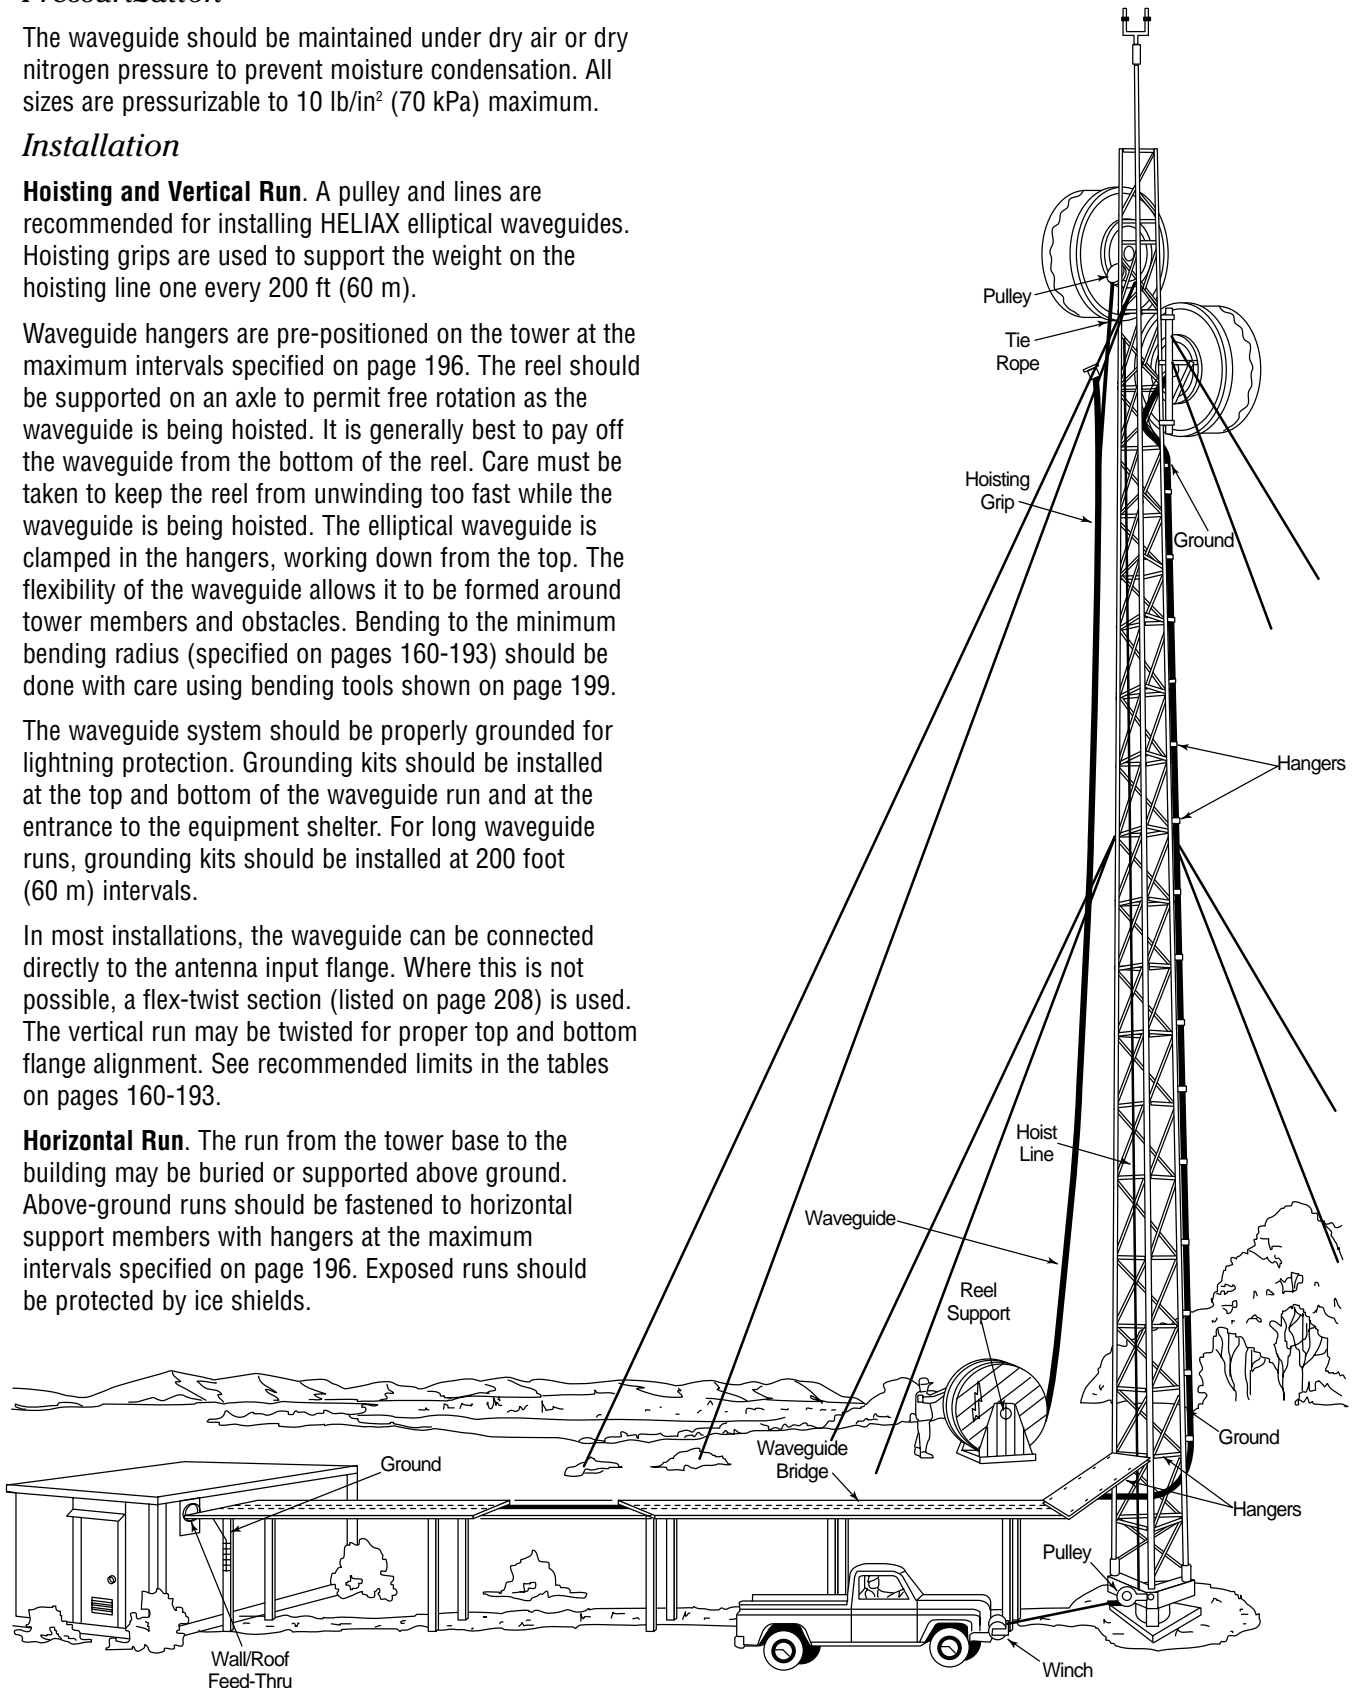 Pressurization
The waveguide should be maintained under dry air or dry
nitrogen pressure to prevent moisture condensation. All
sizes are pressurizable to 10 lb/in² (70 kPa) maximum.
Installation
Hoisting and Vertical Run. A pulley and lines are
recommended for installing HELIAX elliptical waveguides.
Hoisting grips are used to support the weight on the
hoisting line one every 200 ft (60 m).
Waveguide hangers are pre-positioned on the tower at the
maximum intervals specified on page 196. The reel should
be supported on an axle to permit free rotation as the
waveguide is being hoisted. It is generally best to pay off
the waveguide from the bottom of the reel. Care must be
taken to keep the reel from unwinding too fast while the
waveguide is being hoisted. The elliptical waveguide is
clamped in the hangers, working down from the top. The
flexibility of the waveguide allows it to be formed around
tower members and obstacles. Bending to the minimum
bending radius (specified on pages 160-193) should be
done with care using bending tools shown on page 199.
The waveguide system should be properly grounded for
lightning protection. Grounding kits should be installed
at the top and bottom of the waveguide run and at the
entrance to the equipment shelter. For long waveguide
runs, grounding kits should be installed at 200 foot
(60 m) intervals.
In most installations, the waveguide can be connected
directly to the antenna input flange. Where this is not
possible, a flex-twist section (listed on page 208) is used.
The vertical run may be twisted for proper top and bottom
flange alignment. See recommended limits in the tables
on pages 160-193.
Horizontal Run. The run from the tower base to the
building may be buried or supported above ground.
Above-ground runs should be fastened to horizontal
support members with hangers at the maximum
intervals specified on page 196. Exposed runs should
be protected by ice shields.
Pulley
Tie
Rope
Hoisting
Grip
Ground
Hangers
Hoist
Line
Waveguide
Reel
Support
Ground
Waveguide
Bridge
Ground
Hangers
Pulley
Wall/Roof
Feed-Thru
Winch